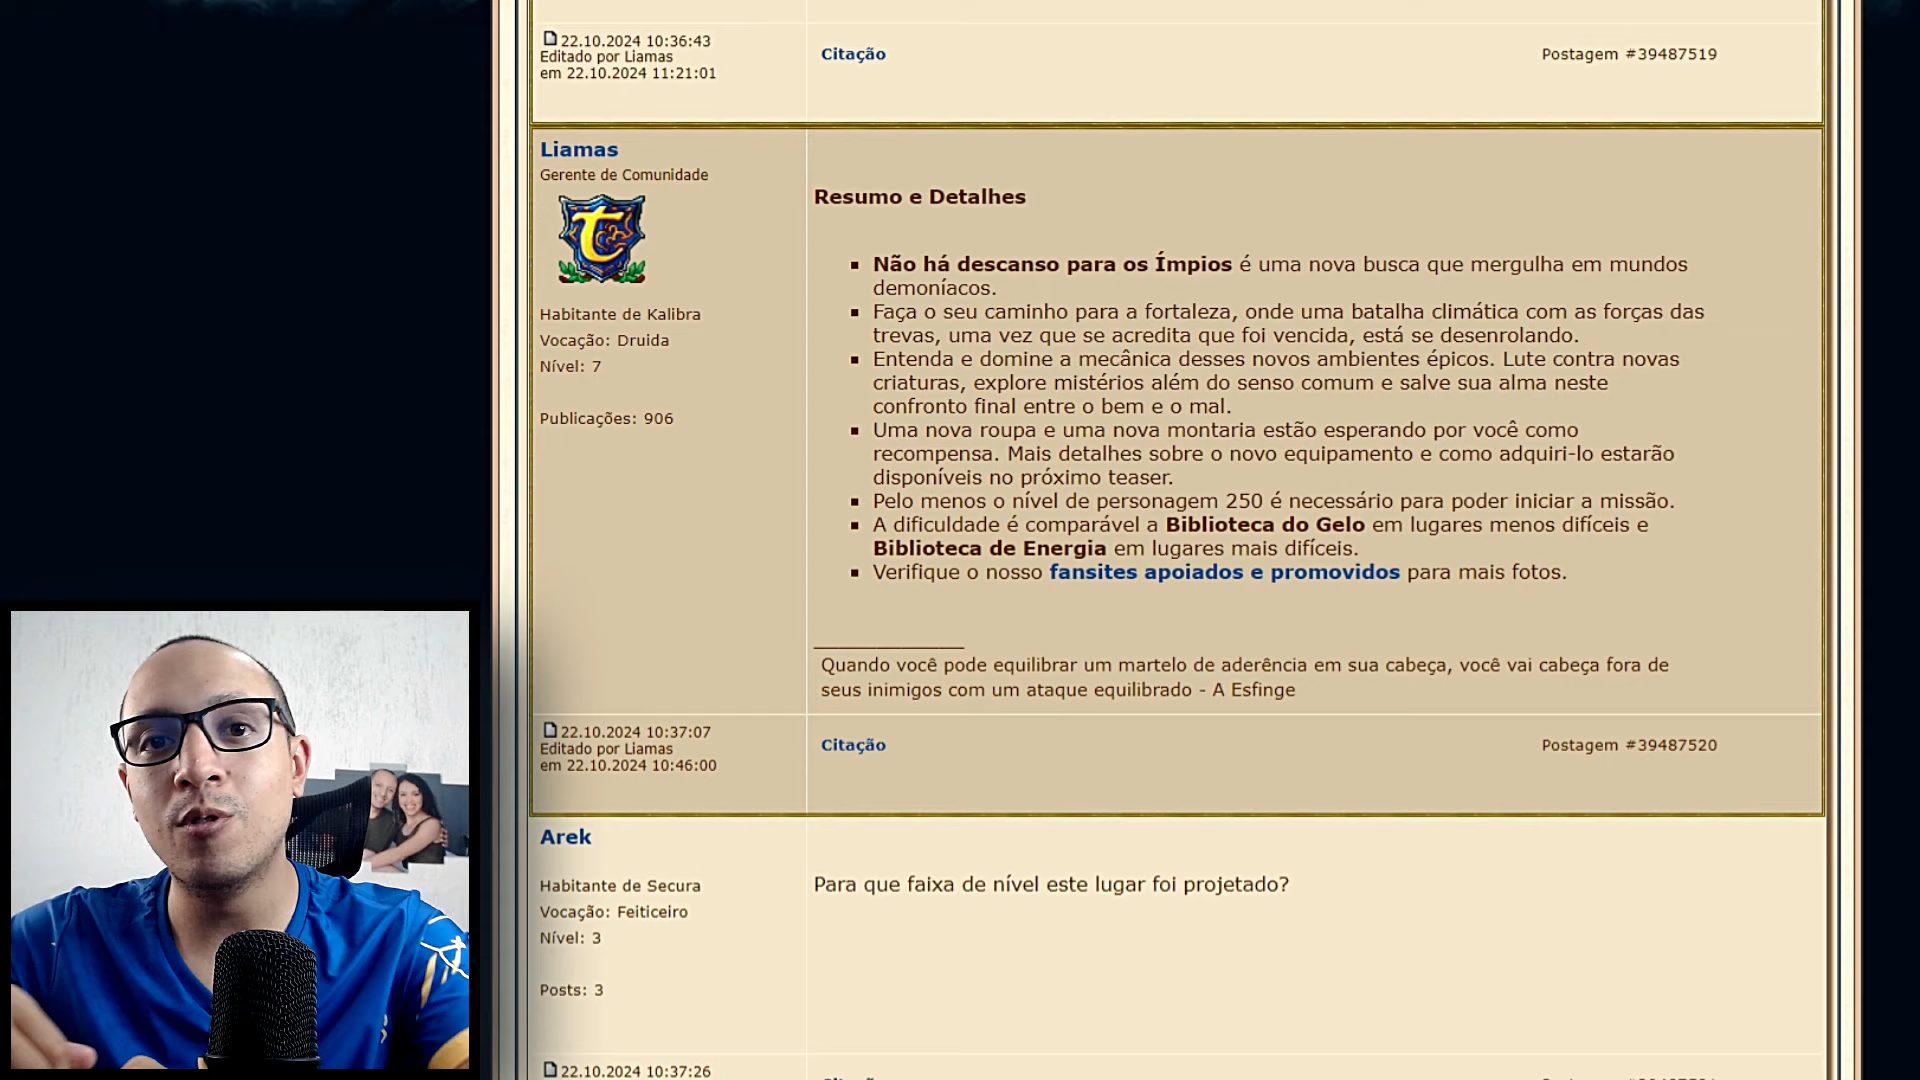 22.10.2024 10:36:43
Editado por Liamas
em 22.10.2024 11:21:01
Citação
Postagem #39487519
Liamas
Gerente de Comunidade
Habitante de Kalibra
Vocação: Druida
Nível: 7
Publicações: 906
Resumo e Detalhes
Não há descanso para os Ímpios é uma nova busca que mergulha em mundos
demoníacos.
Faça o seu caminho para a fortaleza, onde uma batalha climática com as forças das
trevas, uma vez que se acredita que foi vencida, está se desenrolando.
Entenda e domine a mecânica desses novos ambientes épicos. Lute contra novas
criaturas, explore mistérios além do senso comum e salve sua alma neste
confronto final entre o bem e o mal.
Uma nova roupa e uma nova montaria estão esperando por você como
recompensa. Mais detalhes sobre o novo equipamento e como adquiri-lo estarão
disponíveis no próximo teaser.
Pelo menos o nível de personagem 250 é necessário para poder iniciar a missão.
A dificuldade é comparável a Biblioteca do Gelo em lugares menos difíceis e
Biblioteca de Energia em lugares mais difíceis.
Verifique o nosso fansites apoiados e promovidos para mais fotos.
Quando você pode equilibrar um martelo de aderência em sua cabeça, você vai cabeça fora de
seus inimigos com um ataque equilibrado - A Esfinge
22.10.2024 10:37:07
Editado por Liamas
em 22.10.2024 10:46:00
Citação
Postagem #39487520
Arek
Habitante de Secura
Vocação: Feiticeiro
Nível: 3
Posts: 3
Para que faixa de nível este lugar foi projetado?
22.10.2024 10:37:26